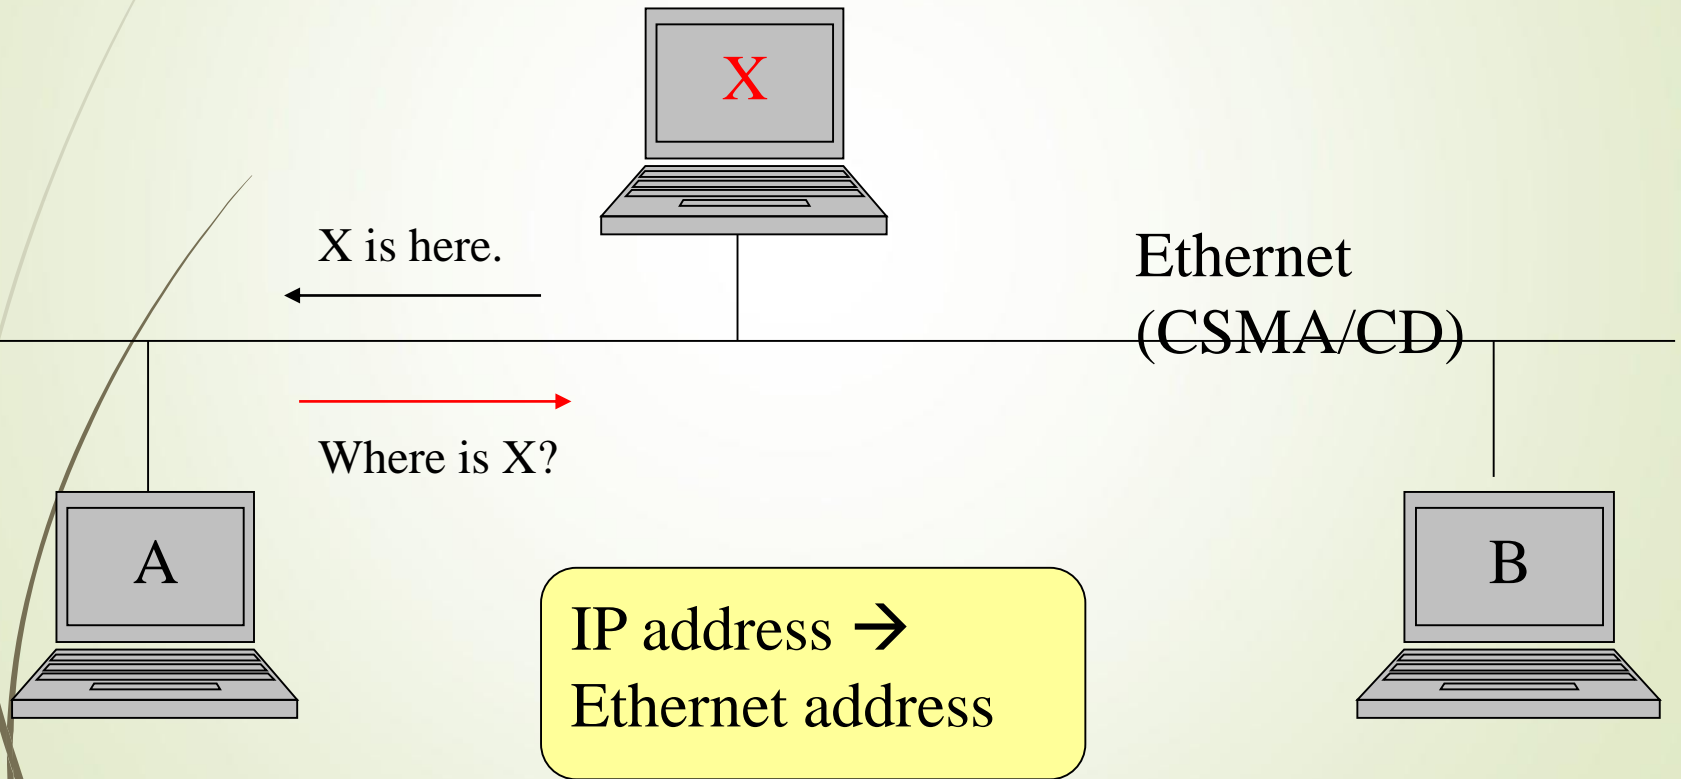 X
X is here.
Ethernet
(CSMA/CD)
Where is X?
A
B
IP address →
Ethernet address